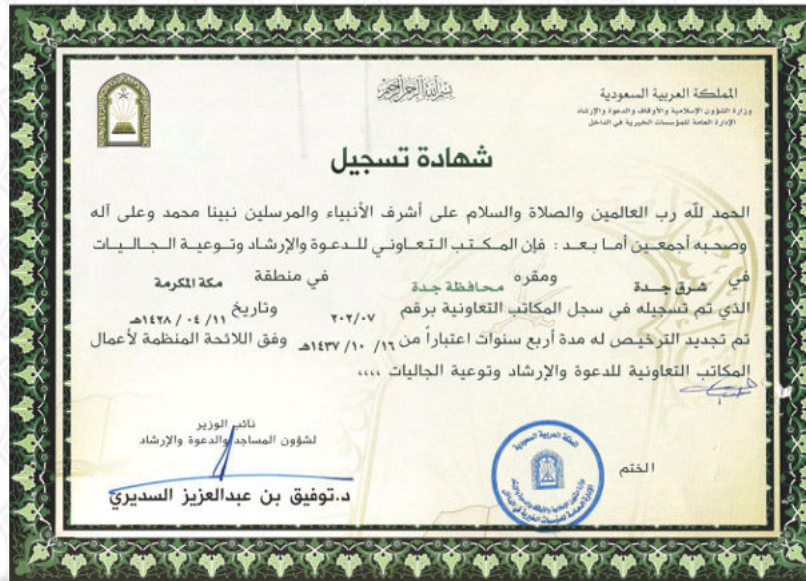 بسم الله الرحمن الرحيم
المملكة العربية السعودية
وزارة الشؤون الإسلامية والأوقاف والدعوة والإرشاد
الإدارة العامة للمؤسسات الخيرية في الداخل
شهادة تسجيل
الحمد لله رب العالمين والصلاة والسلام على أشرف الأنبياء والمرسلين نبينا محمد وعلى آله
وصحبه أجمعين أما بعد : فإن المكتب التعاوني للدعوة والإرشاد وتوعية الجاليات
في شرق جدة ومقره محافظة جدة في منطقة مكة المكرمة
الذي تم تسجيله في سجل المكاتب التعاونية برقم ٢٠٢/٠٧ وتاريخ ١١/ ٠٤ / ١٤٢٨هـ
تم تجديد الترخيص له مدة أربع سنوات اعتباراً من ١٦/ ١٠ /١٤٣٧هـ وفق اللائحة المنظمة لأعمال
المكاتب التعاونية للدعوة والإرشاد وتوعية الجاليات ،،،،
نائب الوزير
لشؤون المساجد والدعوة والإرشاد
د.توفيق بن عبدالعزيز السديري
الختم
المملكة العربية السعودية